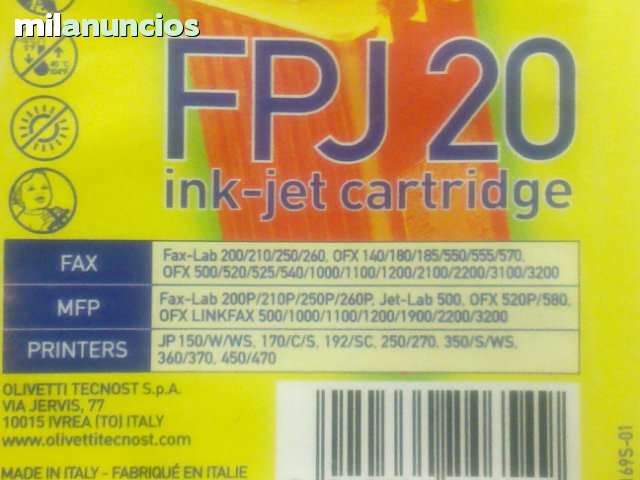 milanuncios
FPJ 20
ink-jet cartridge
FAX
Fax-Lab 200/210/250/260, OFX 140/180/185/550/555/570,
OFX 500/520/525/540/1000/1100/1200/2100/2200/3100/3200
MFP
Fax-Lab 200P/210P/250P/260P, Jet-Lab 500, OFX 520P/580,
OFX LINKFAX 500/1000/1100/1200/1900/2200/3200
PRINTERS
JP 150/W/WS, 170/C/S, 192/SC, 250/270, 350/S/WS,
360/370, 450/470
OLIVETTI TECNOST S.p.A.
VIA JERVIS, 77
10015 IVREA (TO) ITALY
www.olivettitecnost.com
MADE IN ITALY - FABRIQUÉ EN ITALIE